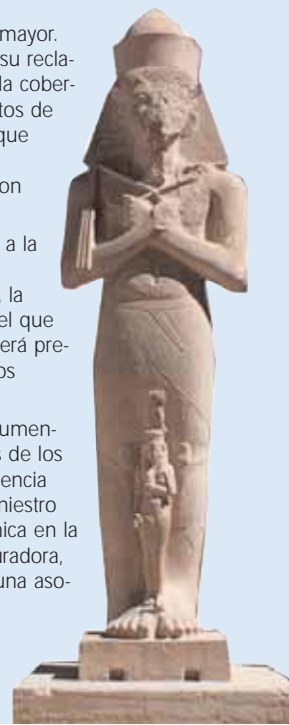 mayor.
su recla-
la cober-
tos de
que
on
a la
, la
el que
erá pre-
os
umen-
s de los
encia
niestro
nica en la
uradora,
una aso-